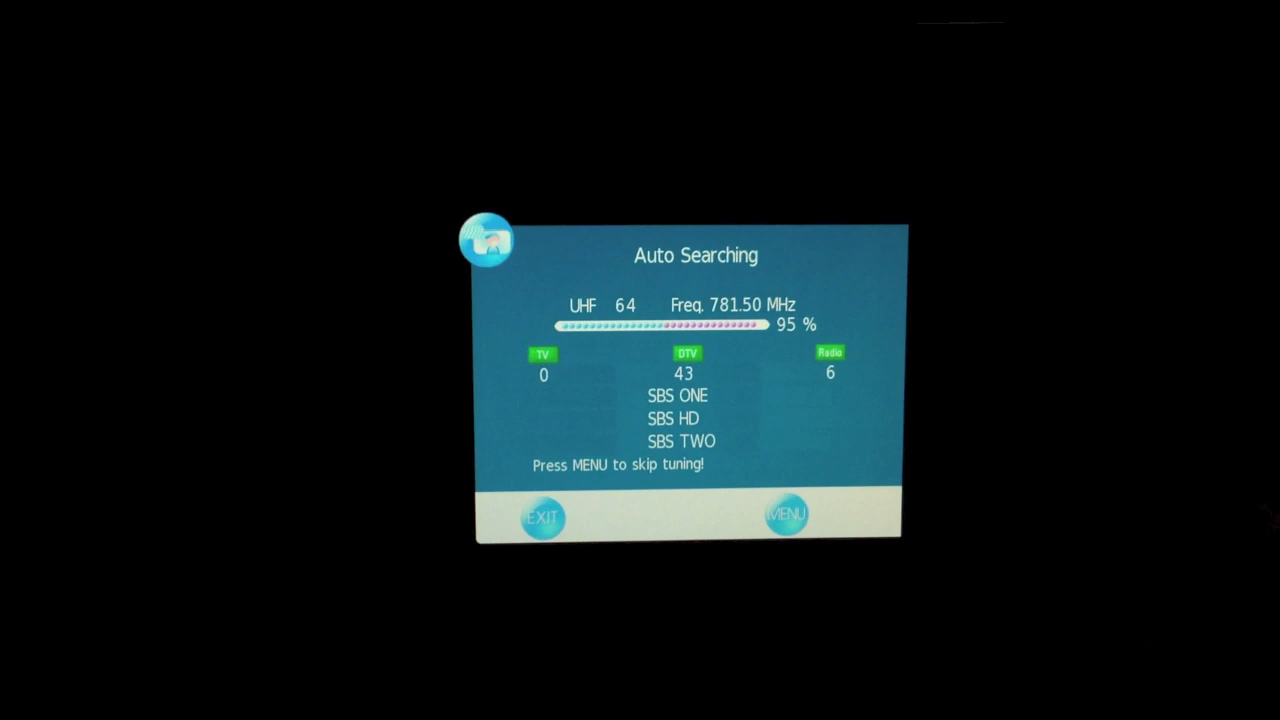 Auto Searching
UHF 64 Freq. 781.50 MHz
95 %
TV DTV Radio
0 43 6
SBS ONE
SBS HD
SBS TWO
Press MENU to skip tuning!
EXIT MENU